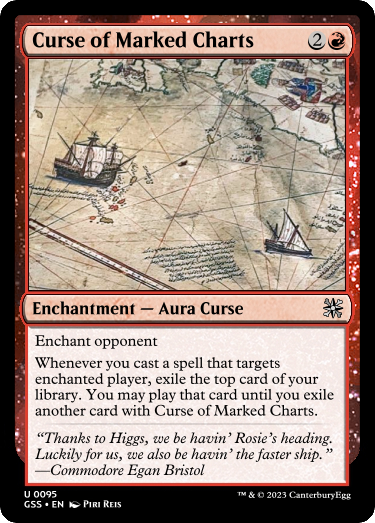 Curse of Marked Charts 2
Enchantment — Aura Curse
Enchant opponent
Whenever you cast a spell that targets
enchanted player, exile the top card of your
library. You may play that card until you exile
another card with Curse of Marked Charts.
“Thanks to Higgs, we be havin’ Rosie’s heading.
Luckily for us, we also be havin’ the faster ship.”
—Commodore Egan Bristol
U 0095
GSS • EN Piri Reis
™ & © 2023 CanterburyEgg